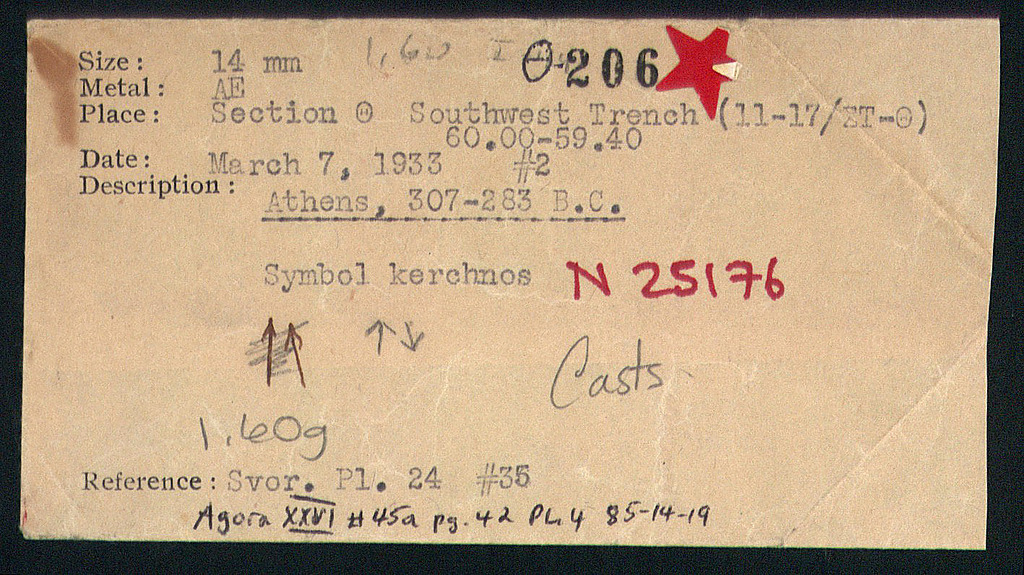 Size: 14 mm 1,60 Θ-206
Metal: AE
Place: Section Θ Southwest Trench (11-17/ΣΤ-Θ)
60.00-59.40
Date: March 7, 1933 #2
Description:
Athens, 307-283 B.C.
Symbol kerchnos N 25176
↑↑ ↑↓
Casts
1.60g
Reference: Svor. Pl. 24 #35
Agora XXVI #45a pg. 42 PL.4 85-14-19